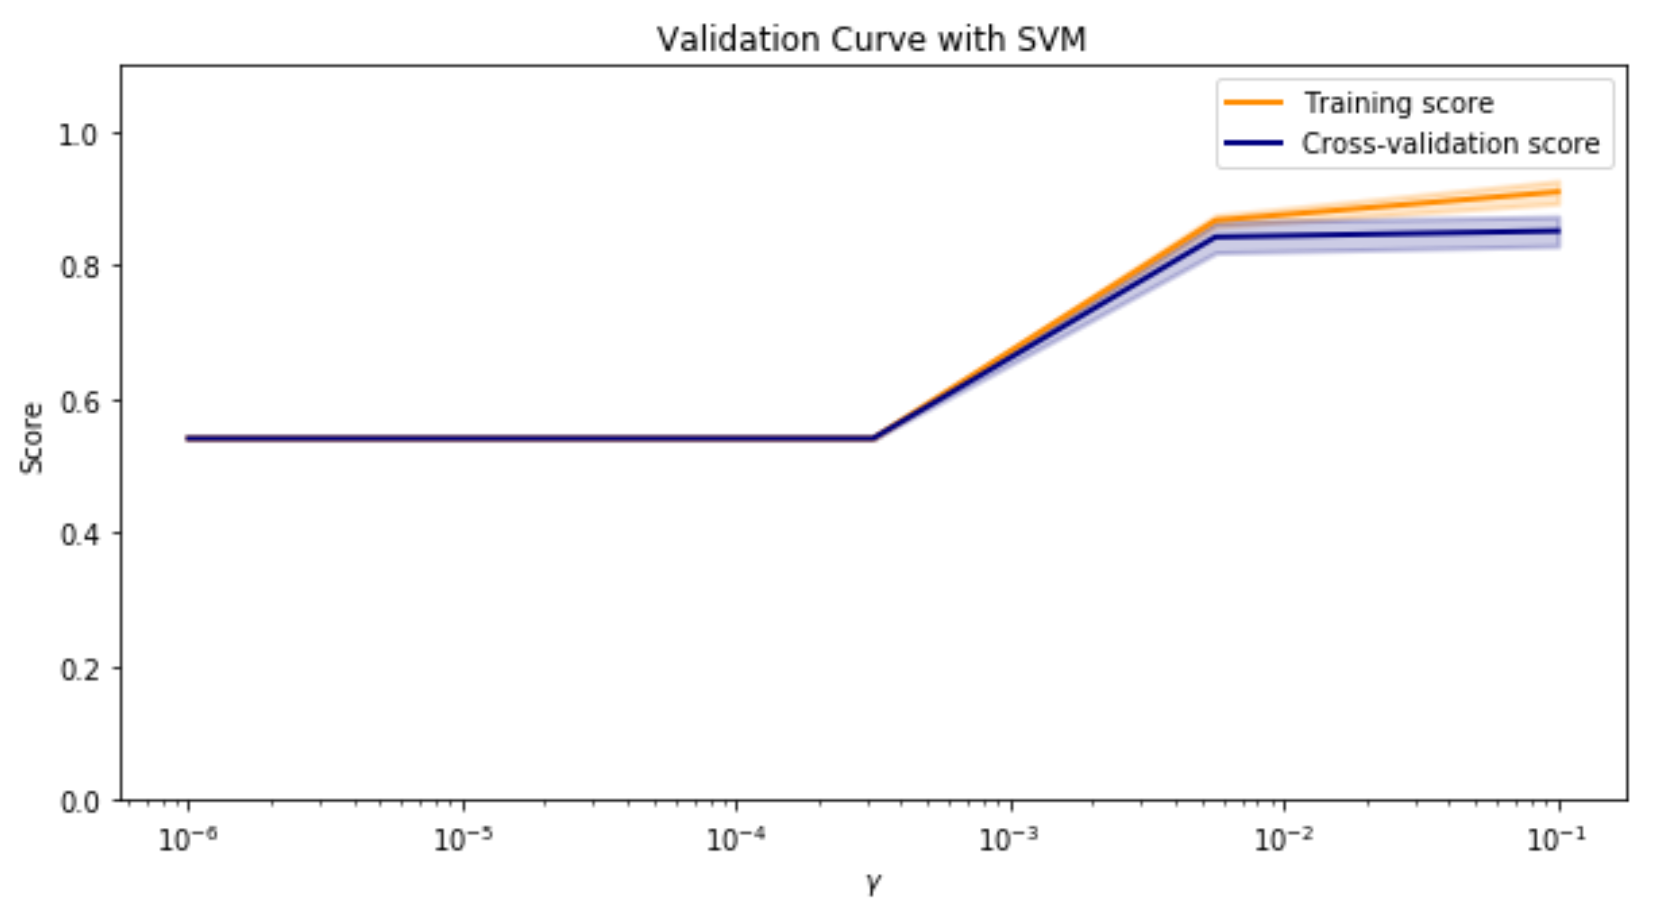 Validation Curve with SVM
Training score
Cross-validation score
1.0
0.8
0.6
0.4
0.2
0.0
Score
10⁻⁶ 10⁻⁵ 10⁻⁴ 10⁻³ 10⁻² 10⁻¹
γ